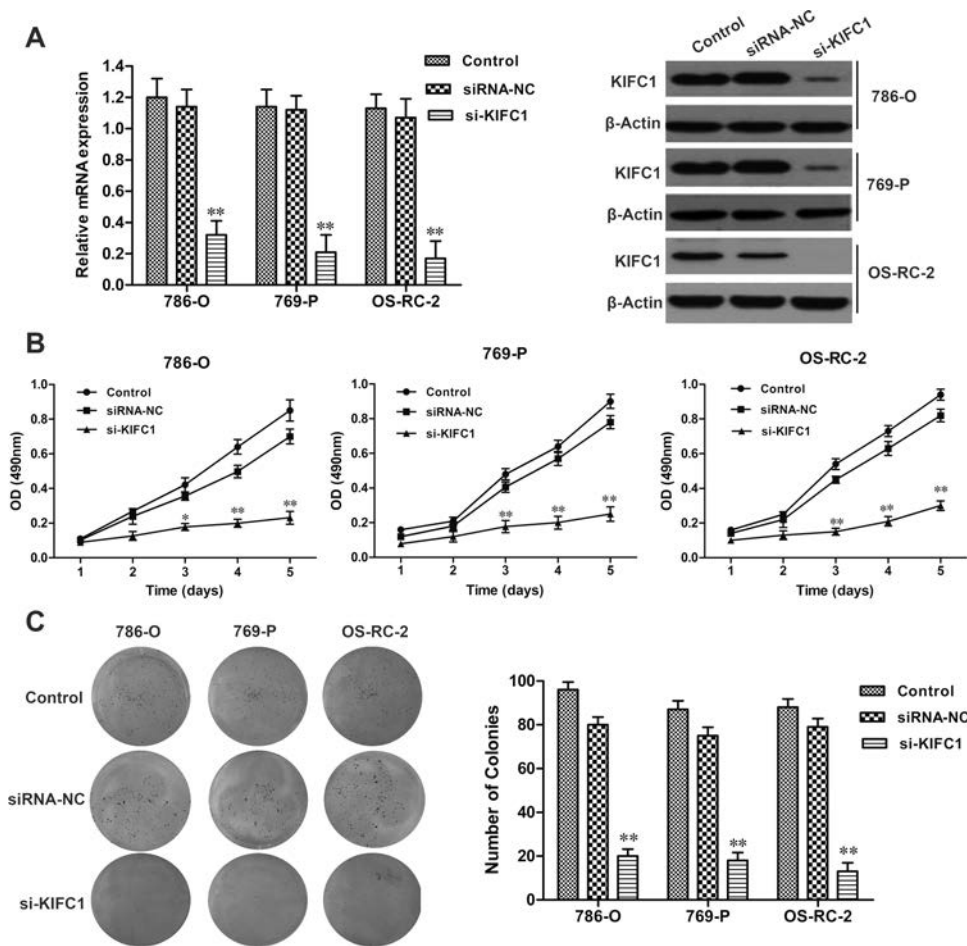 A
Control
siRNA-NC
si-KIFC1
Relative mRNA expression
1.4
1.2
1.0
0.8
0.6
0.4
0.2
0.0
**
**
**
786-O
769-P
OS-RC-2
Control
siRNA-NC
si-KIFC1
KIFC1
β-Actin
786-O
KIFC1
β-Actin
769-P
KIFC1
β-Actin
OS-RC-2
B
786-O
OD (490nm)
1.0
0.8
0.6
0.4
0.2
0.0
Control
siRNA-NC
si-KIFC1
*
**
**
1 2 3 4 5
Time (days)
769-P
OD (490nm)
1.0
0.8
0.6
0.4
0.2
0.0
Control
siRNA-NC
si-KIFC1
**
**
**
1 2 3 4 5
Time (days)
OS-RC-2
OD (490nm)
1.0
0.8
0.6
0.4
0.2
0.0
Control
siRNA-NC
si-KIFC1
**
**
**
1 2 3 4 5
Time (days)
C
786-O 769-P OS-RC-2
Control
siRNA-NC
si-KIFC1
Number of Colonies
100
80
60
40
20
0
Control
siRNA-NC
si-KIFC1
**
**
**
786-O
769-P
OS-RC-2